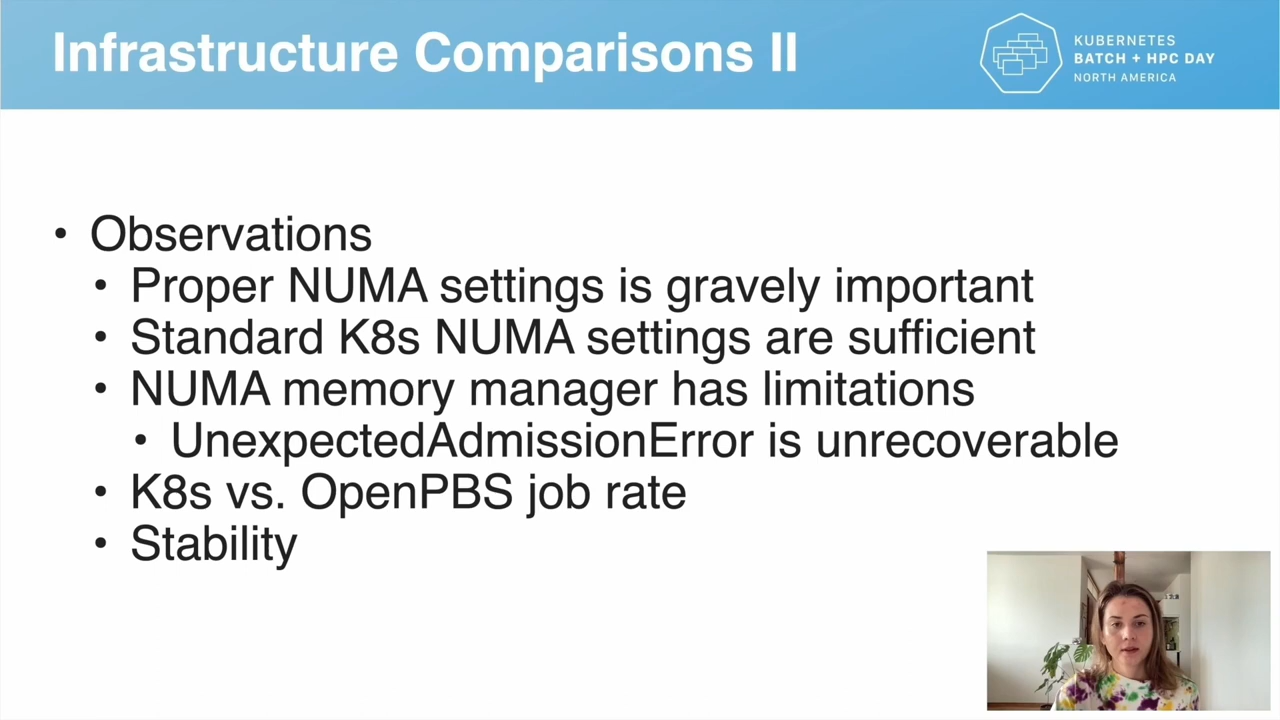 Infrastructure Comparisons II
KUBERNETES
BATCH + HPC DAY
NORTH AMERICA
• Observations
• Proper NUMA settings is gravely important
• Standard K8s NUMA settings are sufficient
• NUMA memory manager has limitations
• UnexpectedAdmissionError is unrecoverable
• K8s vs. OpenPBS job rate
• Stability